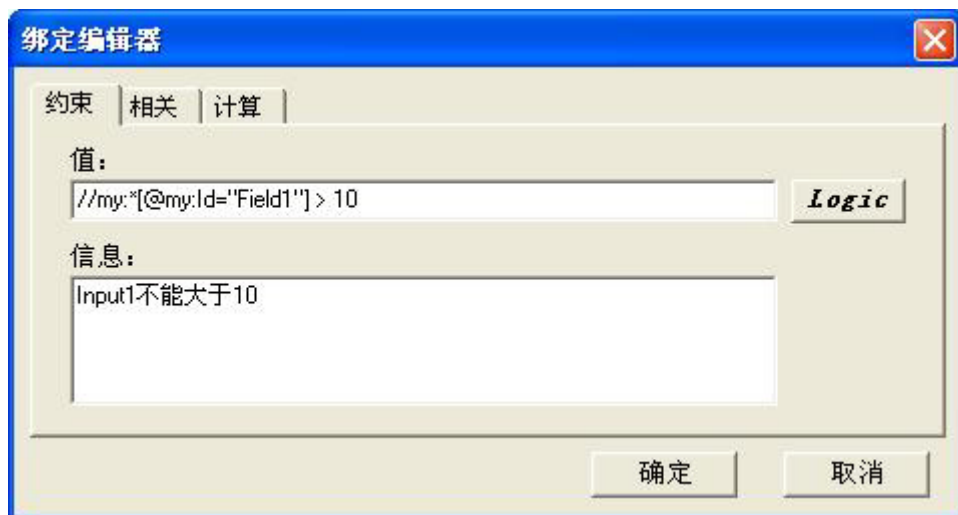 绑定编辑器
约束 相关 计算
值：
//my:*[@my:Id="Field1"] > 10
Logic
信息：
Input1不能大于10
确定 取消